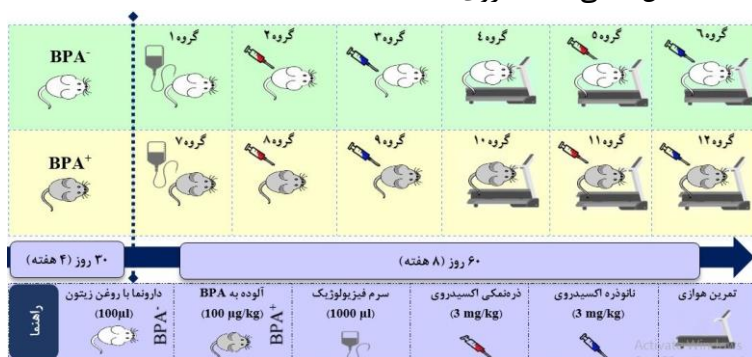 گروه ۱ گروه ۲ گروه ۳ گروه ٤ گروه ۵ گروه ۶
BPA⁻
گروه ۷ گروه ۸ گروه ۹ گروه ۱۰ گروه ۱۱ گروه ۱۲
BPA⁺
۳۰ روز (۴ هفته) ۶۰ روز (۸ هفته)
راهنما
دارونما با روغن زیتون
(100µl)
BPA⁻
آلوده به BPA
(100 µg/kg)
BPA⁺
سرم فیزیولوژیک
(1000 µl)
ذره‌نمکی اکسیدروی
(3 mg/kg)
نانوذره اکسیدروی
(3 mg/kg)
تمرین هوازی